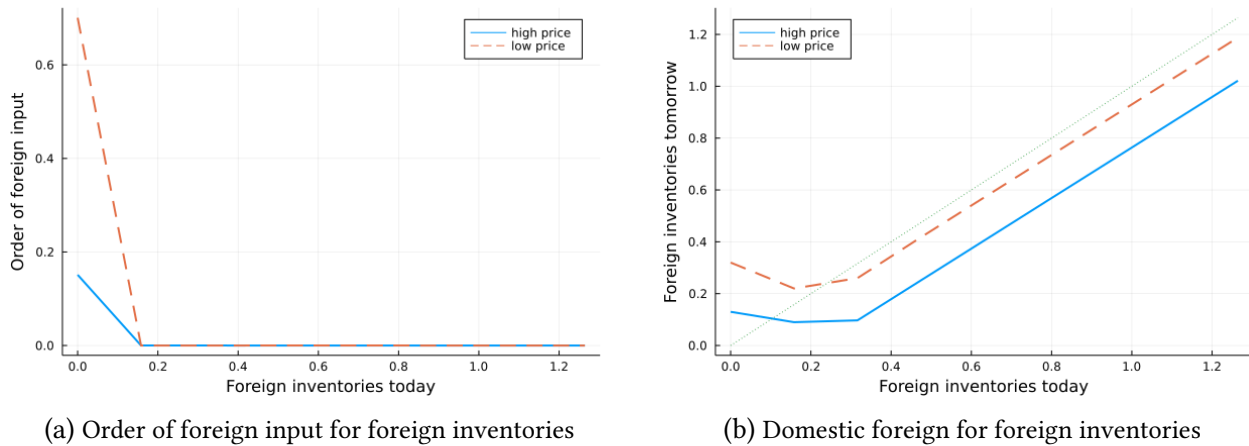 high price
low price
0.6
0.4
0.2
0.0
Order of foreign input
0.0 0.2 0.4 0.6 0.8 1.0 1.2
Foreign inventories today
(a) Order of foreign input for foreign inventories
high price
low price
1.2
1.0
0.8
0.6
0.4
0.2
0.0
Foreign inventories tomorrow
0.0 0.2 0.4 0.6 0.8 1.0 1.2
Foreign inventories today
(b) Domestic foreign for foreign inventories